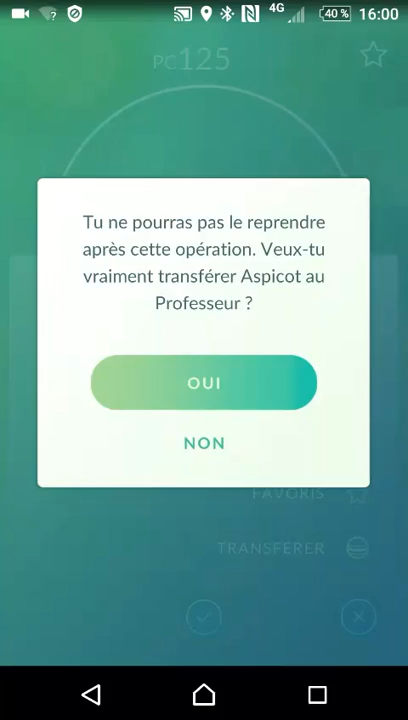 4G 40 % 16:00
PC125
Tu ne pourras pas le reprendre
après cette opération. Veux-tu
vraiment transférer Aspicot au
Professeur ?
OUI
NON
FAVORIS
TRANSFÉRER